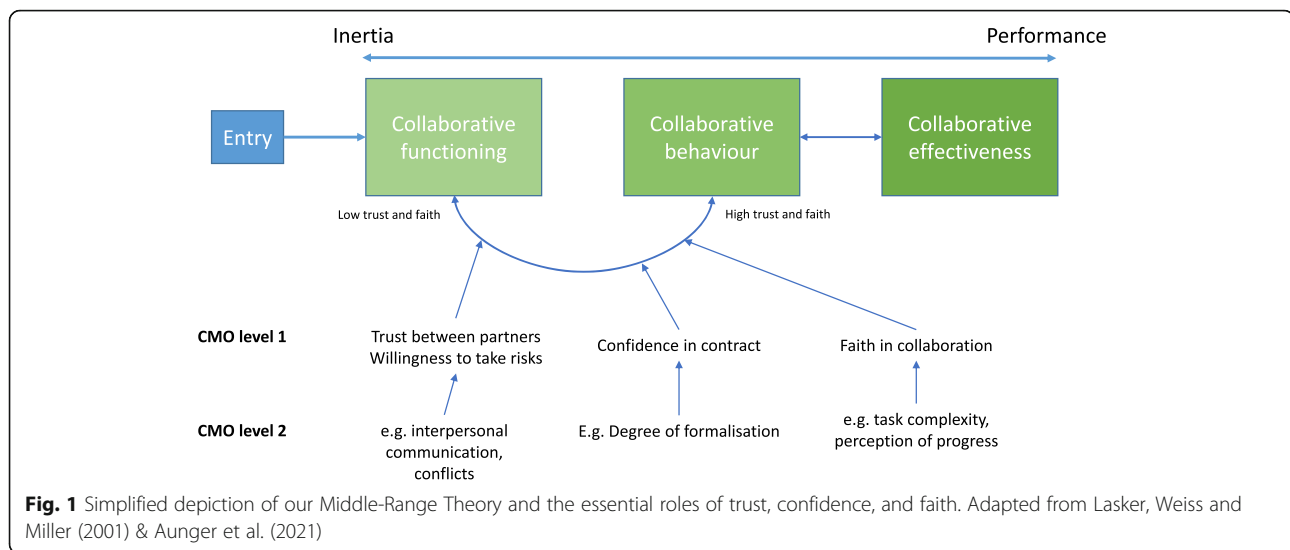 Inertia
Performance
Entry
Collaborative
functioning
Collaborative
behaviour
Collaborative
effectiveness
Low trust and faith
High trust and faith
CMO level 1
Trust between partners
Willingness to take risks
Confidence in contract
Faith in collaboration
CMO level 2
e.g. interpersonal
communication,
conflicts
E.g. Degree of formalisation
e.g. task complexity,
perception of progress
Fig. 1 Simplified depiction of our Middle-Range Theory and the essential roles of trust, confidence, and faith. Adapted from Lasker, Weiss and
Miller (2001) & Aunger et al. (2021)